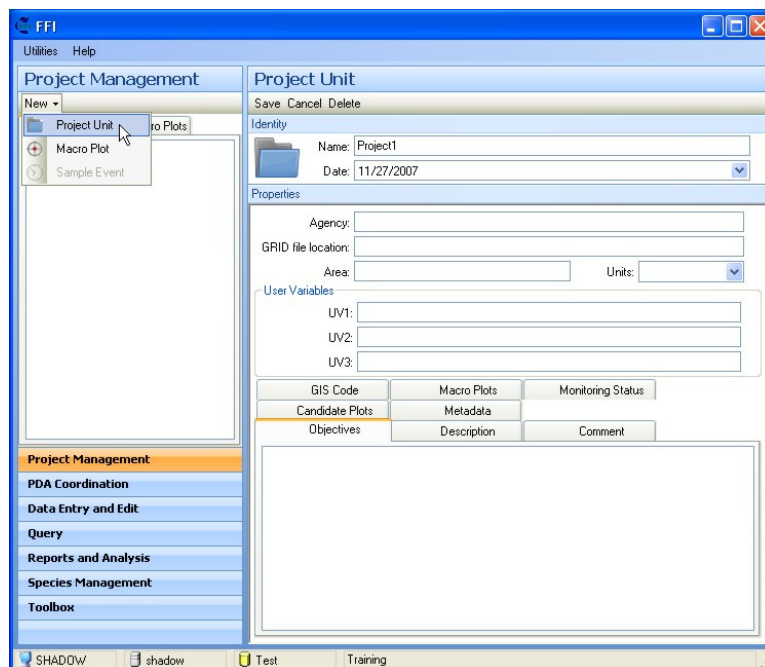 FFI
Utilities Help
Project Management
New
Project Unit
ro Plots
Macro Plot
Sample Event
Project Management
PDA Coordination
Data Entry and Edit
Query
Reports and Analysis
Species Management
Toolbox
Project Unit
Save Cancel Delete
Identity
Name: Project1
Date: 11/27/2007
Properties
Agency:
GRID file location:
Area: Units:
User Variables
UV1:
UV2:
UV3:
GIS Code Macro Plots Monitoring Status
Candidate Plots Metadata
Objectives Description Comment
SHADOW shadow Test Training